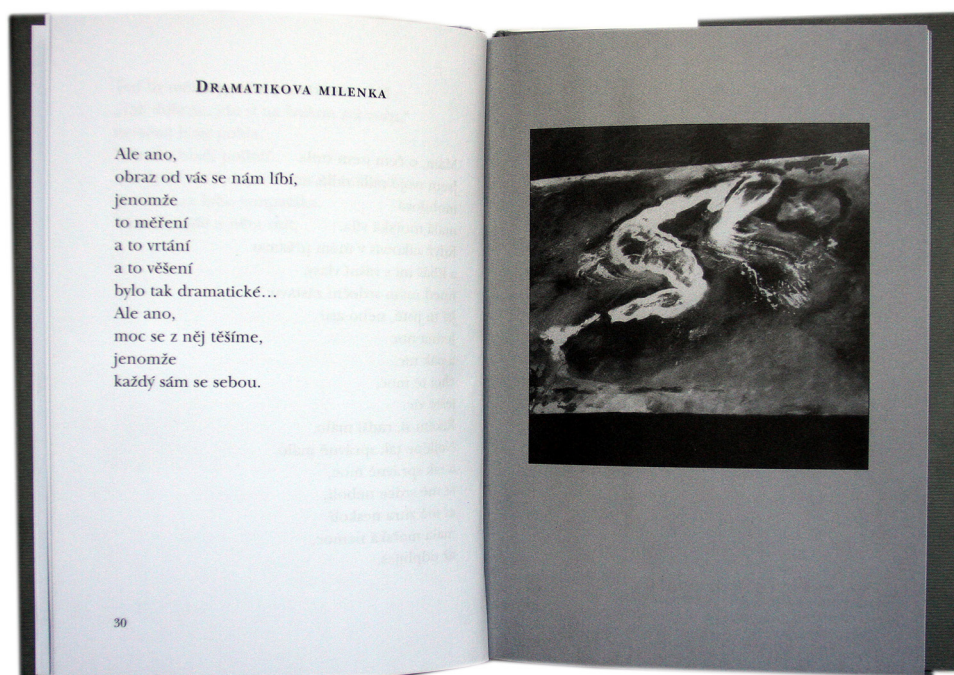 DRAMATIKOVA MILENKA
Ale ano,
obraz od vás se nám líbí,
jenomže
to měření
a to vrtání
a to věšení
bylo tak dramatické…
Ale ano,
moc se z něj těšíme,
jenomže
každý sám se sebou.
30